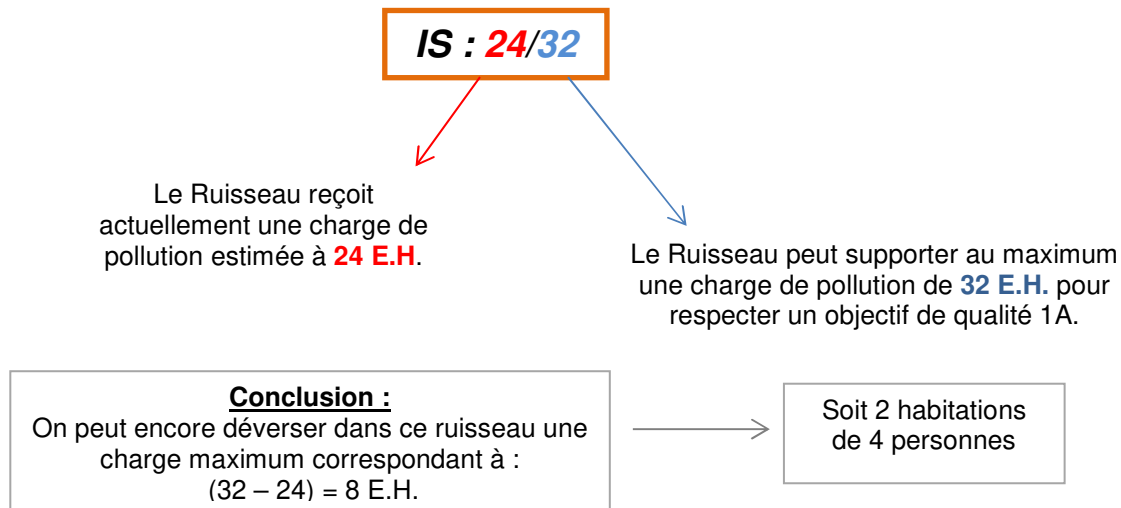 IS : 24/32
Le Ruisseau reçoit
actuellement une charge de
pollution estimée à 24 E.H.
Le Ruisseau peut supporter au maximum
une charge de pollution de 32 E.H. pour
respecter un objectif de qualité 1A.
Conclusion :
On peut encore déverser dans ce ruisseau une
charge maximum correspondant à :
(32 – 24) = 8 E.H.
Soit 2 habitations
de 4 personnes